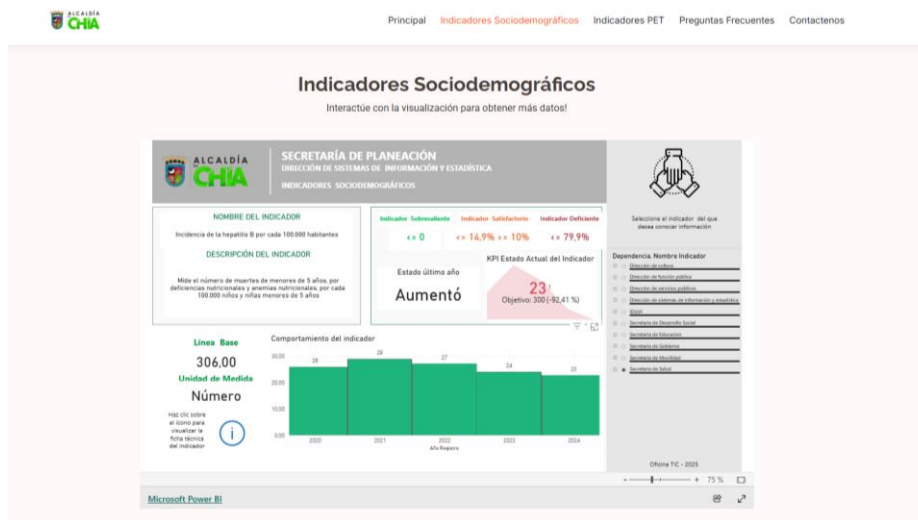 ALCALDÍA
CHIA
Principal Indicadores Sociodemográficos Indicadores PET Preguntas Frecuentes Contactenos
Indicadores Sociodemográficos
Interactúe con la visualización para obtener más datos!
ALCALDÍA
CHIA
SECRETARÍA DE PLANEACIÓN
DIRECCIÓN DE SISTEMAS DE INFORMACIÓN Y ESTADÍSTICA
INDICADORES SOCIODEMOGRÁFICOS
Seleccione el indicador del que
desea conocer información
NOMBRE DEL INDICADOR
Incidencia de la hepatitis B por cada 100.000 habitantes
DESCRIPCIÓN DEL INDICADOR
Mide el número de muertes de menores de 5 años, por
deficiencias nutricionales y anemias nutricionales, por cada
100.000 niños y niñas menores de 5 años
Indicador Sobresaliente Indicador Satisfactorio Indicador Deficiente
<= 0 <= 14,9% >= 10% <= 79,9%
Estado última año
Aumentó
KPI Estado Actual del Indicador
23!
Objetivo: 300 (-92,41 %)
Dependencia, Nombre Indicador
Dirección de cultura
Dirección de función pública
Dirección de servicios públicos
Dirección de sistemas de información y estadística
IDUVI
Secretaría de Desarrollo Social
Secretaría de Educacion
Secretaría de Gobierno
Secretaría de Movilidad
Secretaría de Salud
Línea Base
306,00
Unidad de Medida
Número
Haz clic sobre
el icono para
visualizar la
ficha técnica
del indicador
i
Comportamiento del indicador
30,00
20,00
10,00
0,00
29
27
24
23
2020 2021 2022 2023 2024
Año Registro
Oficina TIC - 2025
- + 75 %
Microsoft Power BI